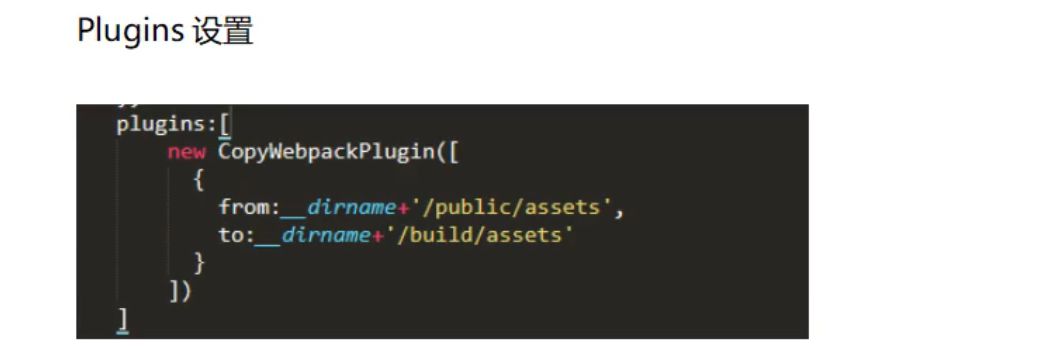 Plugins 设置
plugins:[
new CopyWebpackPlugin([
{
from:__dirname+'/public/assets',
to:__dirname+'/build/assets'
}
])
]